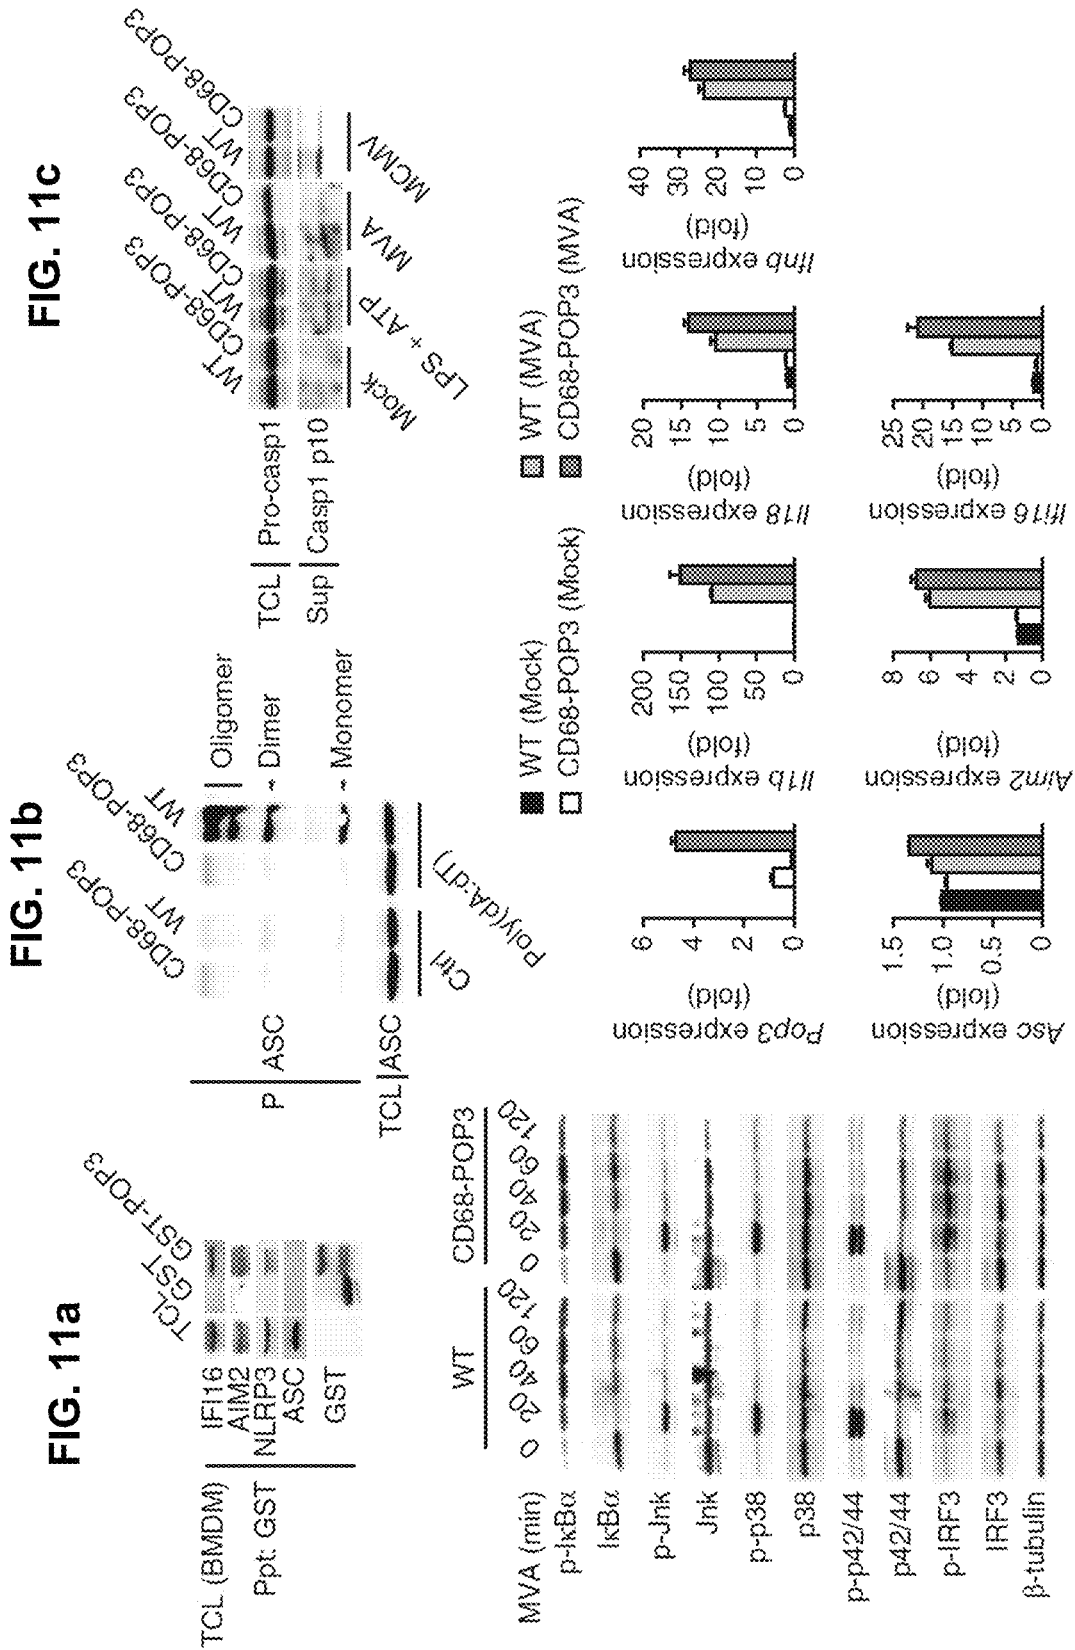 FIG. 11a
TCL
GST
GST-POP3
TCL (BMDM)
Ppt: GST
IFI16
AIM2
NLRP3
ASC
GST
FIG. 11b
CD68-POP3
WT
CD68-POP3
WT
P
ASC
Oligomer
Dimer
Monomer
TCL
ASC
Ctrl
Poly(dA:dT)
FIG. 11c
WT
CD68-POP3
WT
CD68-POP3
WT
CD68-POP3
WT
CD68-POP3
TCL
Pro-casp1
Sup
Casp1 p10
Mock
LPS + ATP
MVA
MCMV
WT
CD68-POP3
MVA (min)
0 20 40 60 120
0 20 40 60 120
p-IκBα
IκBα
p-Jnk
Jnk
p-p38
p38
p-p42/44
p42/44
p-IRF3
IRF3
β-tubulin
WT (Mock)
WT (MVA)
CD68-POP3 (Mock)
CD68-POP3 (MVA)
Pop3 expression
(fold)
6
4
2
0
Il1b expression
(fold)
200
150
100
50
0
Il18 expression
(fold)
20
15
10
5
0
Ifnb expression
(fold)
40
30
20
10
0
Asc expression
(fold)
1.5
1.0
0.5
0
Aim2 expression
(fold)
8
6
4
2
0
Ifi16 expression
(fold)
25
20
15
10
5
0